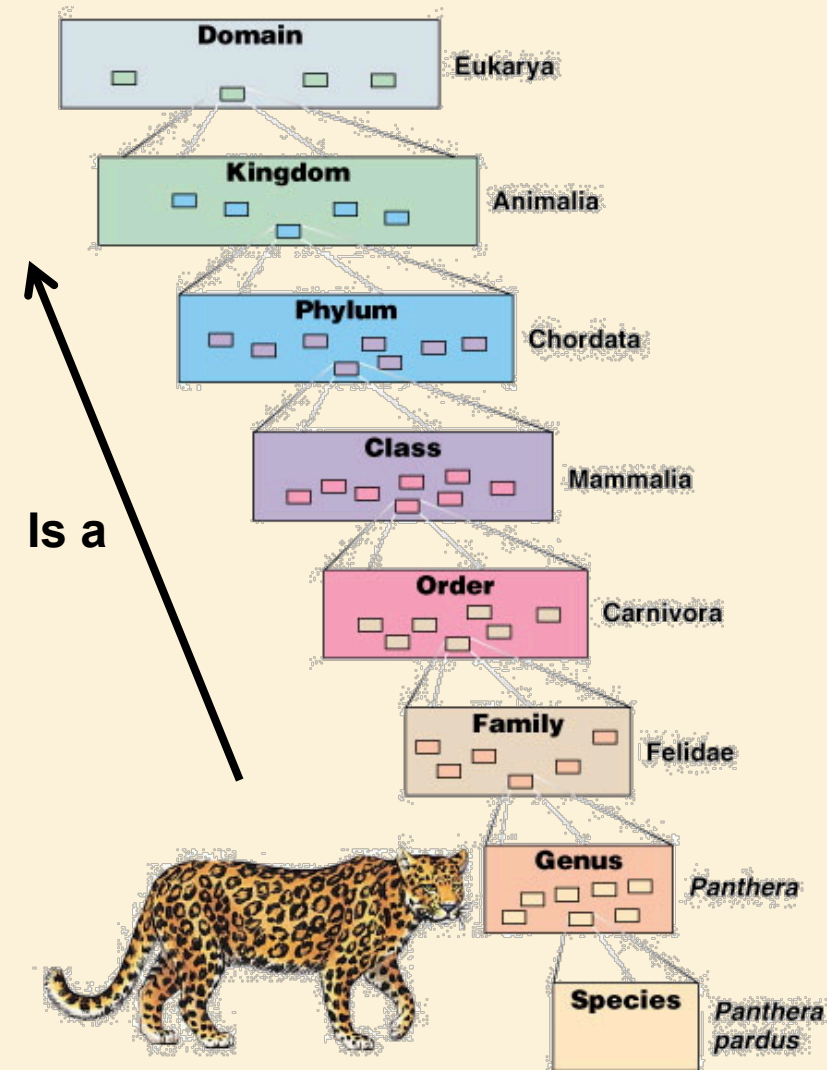 Domain
Eukarya
Kingdom
Animalia
Phylum
Chordata
Class
Mammalia
Is a
Order
Carnivora
Family
Felidae
Genus
Panthera
Species
Panthera
pardus